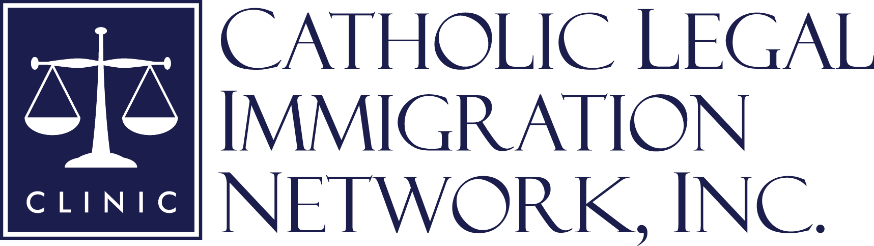 CLINIC
CATHOLIC LEGAL
IMMIGRATION
NETWORK, INC.